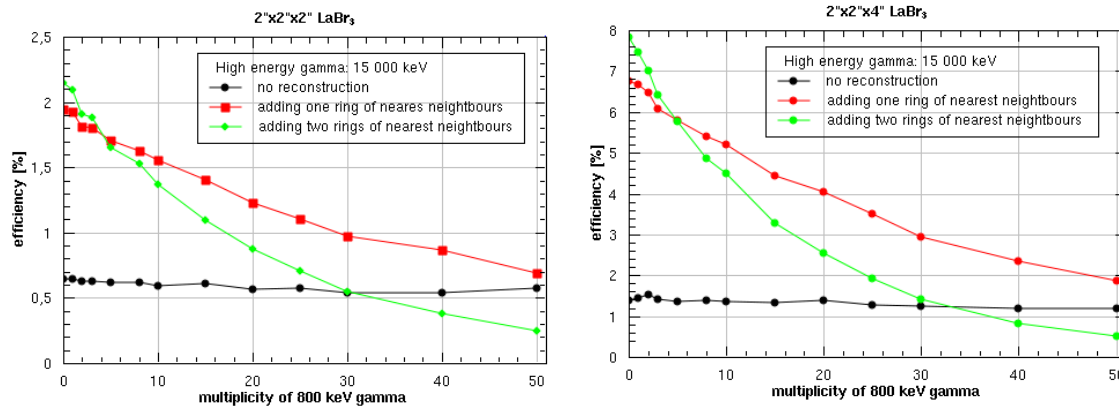 2"x2"x2" LaBr₃
2,5
2
1,5
1
0,5
0
efficiency [%]
High energy gamma: 15 000 keV
no reconstruction
adding one ring of neares neighbours
adding two rings of nearest neighbours
0 10 20 30 40 50
multiplicity of 800 keV gamma
2"x2"x4" LaBr₃
8
7
6
5
4
3
2
1
0
efficiency [%]
High energy gamma: 15 000 keV
no reconstruction
adding one ring of nearest neighbours
adding two rings of nearest neighbours
0 10 20 30 40 50
multiplicity of 800 keV gamma